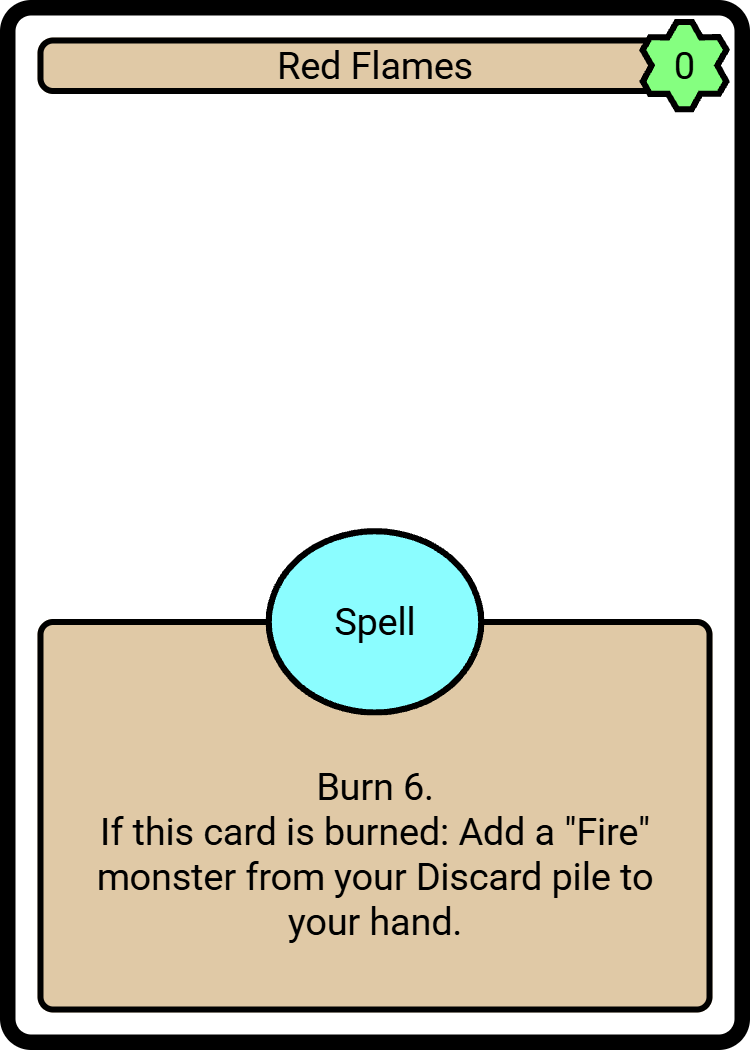 Red Flames
0
Spell
Burn 6.
If this card is burned: Add a "Fire"
monster from your Discard pile to
your hand.